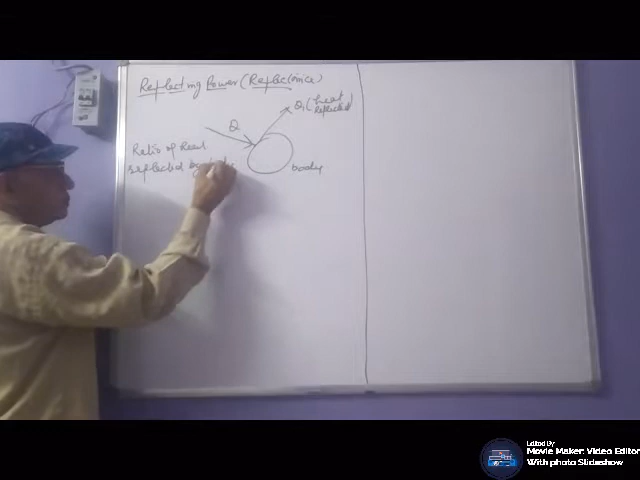 Reflecting Power (Reflectance)
Q
Q₁ (heat
reflected)
Ratio of Heat
reflected by
body
Edited By
Movie Maker: Video Editor
With photo Slideshow